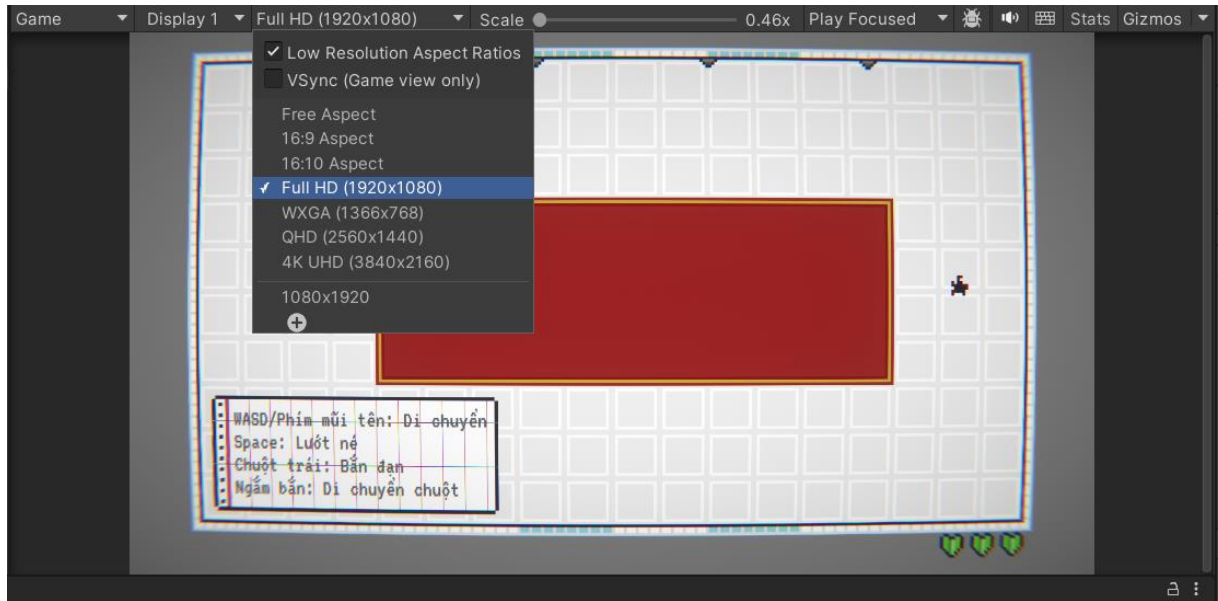 Game Display 1 Full HD (1920x1080) Scale 0.46x Play Focused Stats Gizmos
Low Resolution Aspect Ratios
VSync (Game view only)
Free Aspect
16:9 Aspect
16:10 Aspect
Full HD (1920x1080)
WXGA (1366x768)
QHD (2560x1440)
4K UHD (3840x2160)
1080x1920
WASD/Phím mũi tên: Di chuyển
Space: Lướt né
Chuột trái: Bắn đạn
Ngắm bắn: Di chuyển chuột